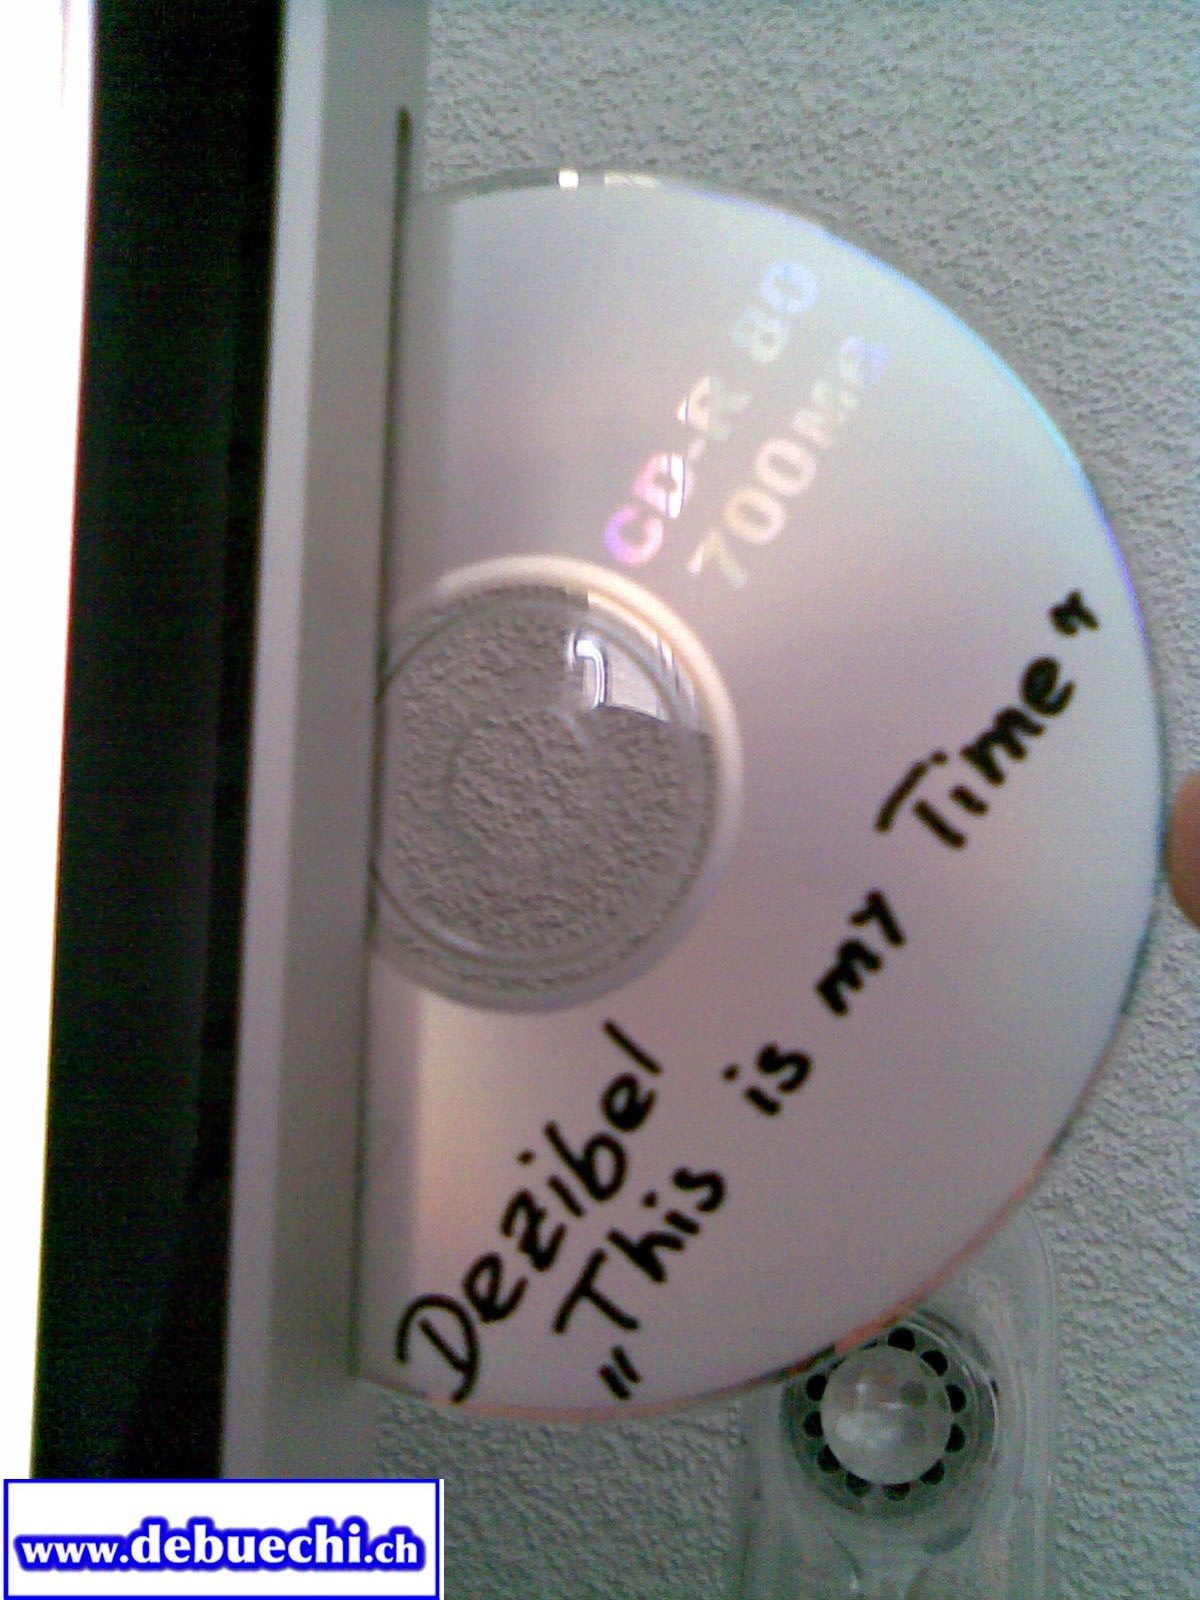 CD-R 80
700MB
Dezibel
"This is my Time"
www.debuechi.ch